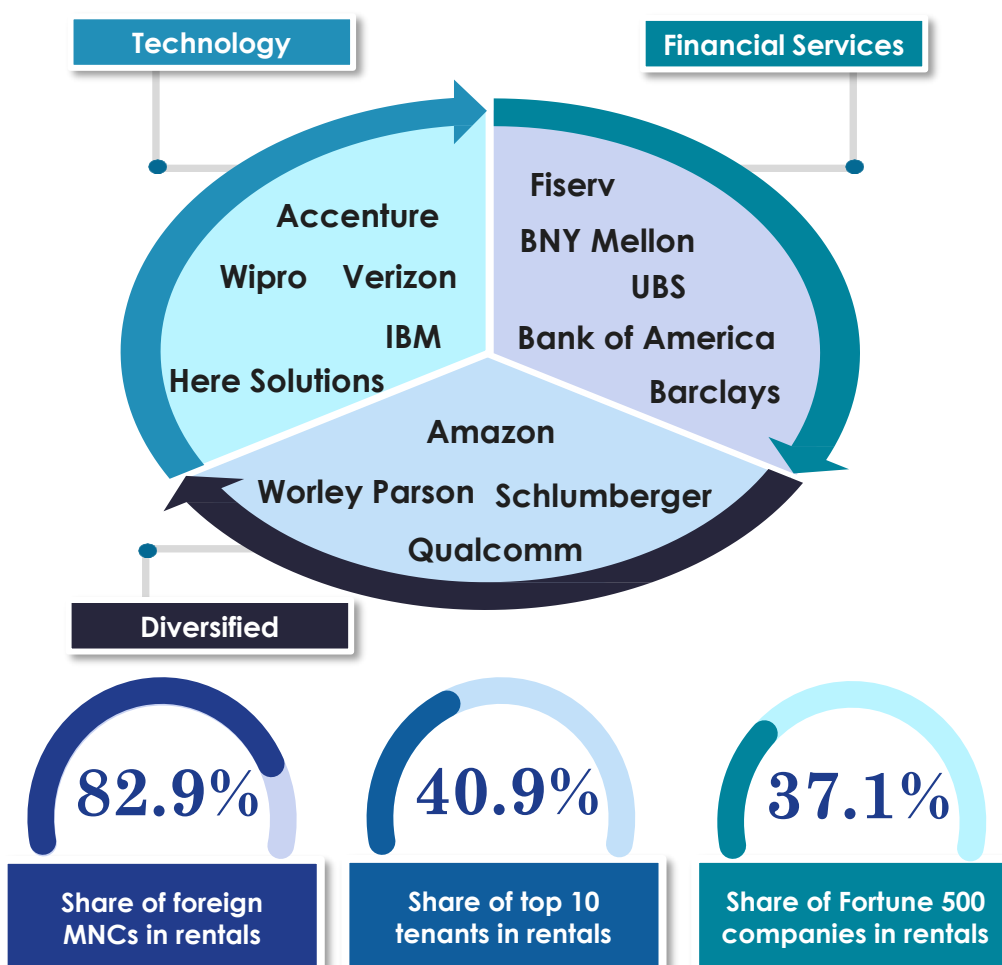 Technology
Financial Services
Accenture
Wipro Verizon
IBM
Here Solutions
Fiserv
BNY Mellon
UBS
Bank of America
Barclays
Amazon
Worley Parson Schlumberger
Qualcomm
Diversified
82.9%
Share of foreign
MNCs in rentals
40.9%
Share of top 10
tenants in rentals
37.1%
Share of Fortune 500
companies in rentals